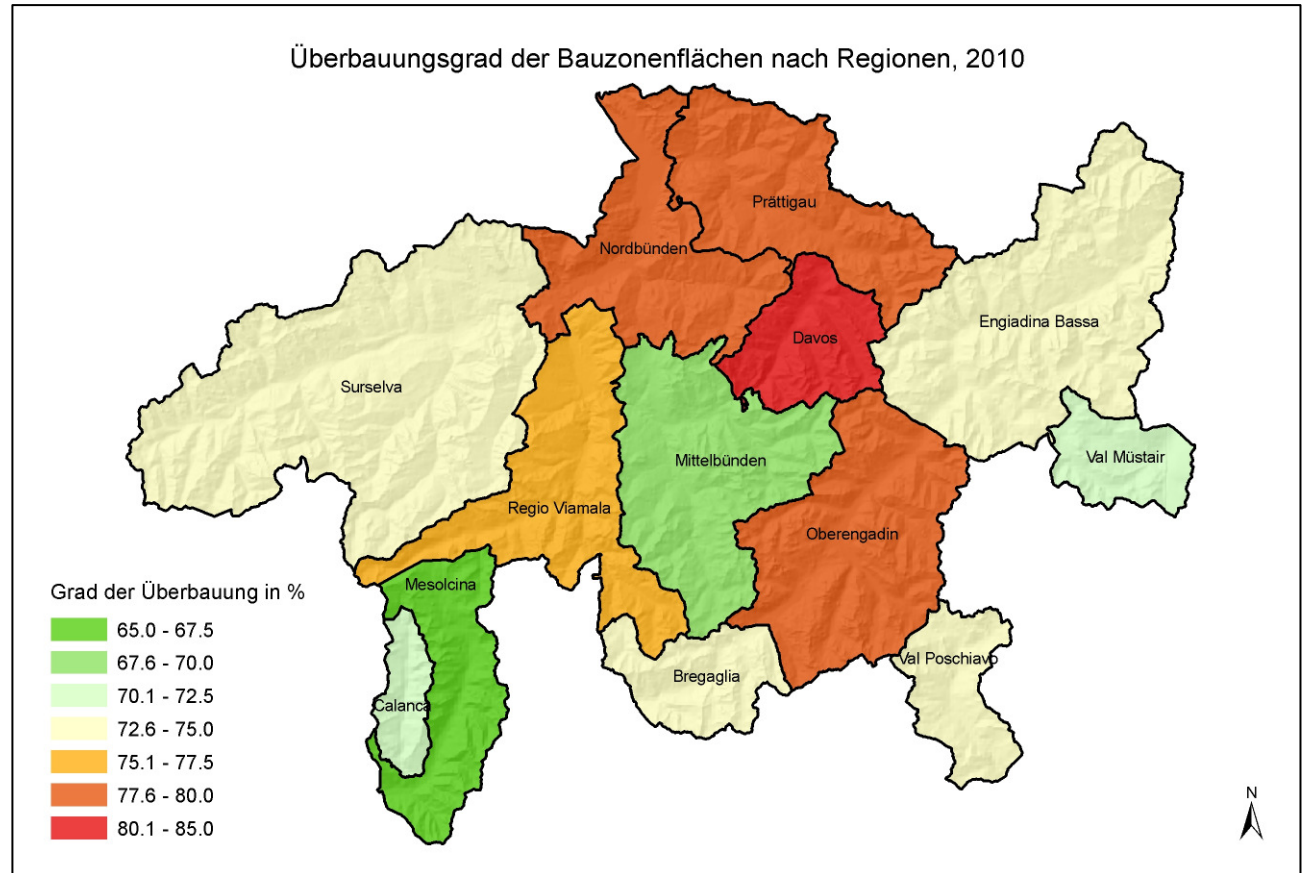 Überbauungsgrad der Bauzonenflächen nach Regionen, 2010
Prättigau
Nordbünden
Engiadina Bassa
Davos
Surselva
Mittelbünden
Val Müstair
Regio Viamala
Oberengadin
Mesolcina
Val Poschiavo
Bregaglia
Calanca
Grad der Überbauung in %
65.0 - 67.5
67.6 - 70.0
70.1 - 72.5
72.6 - 75.0
75.1 - 77.5
77.6 - 80.0
80.1 - 85.0
N